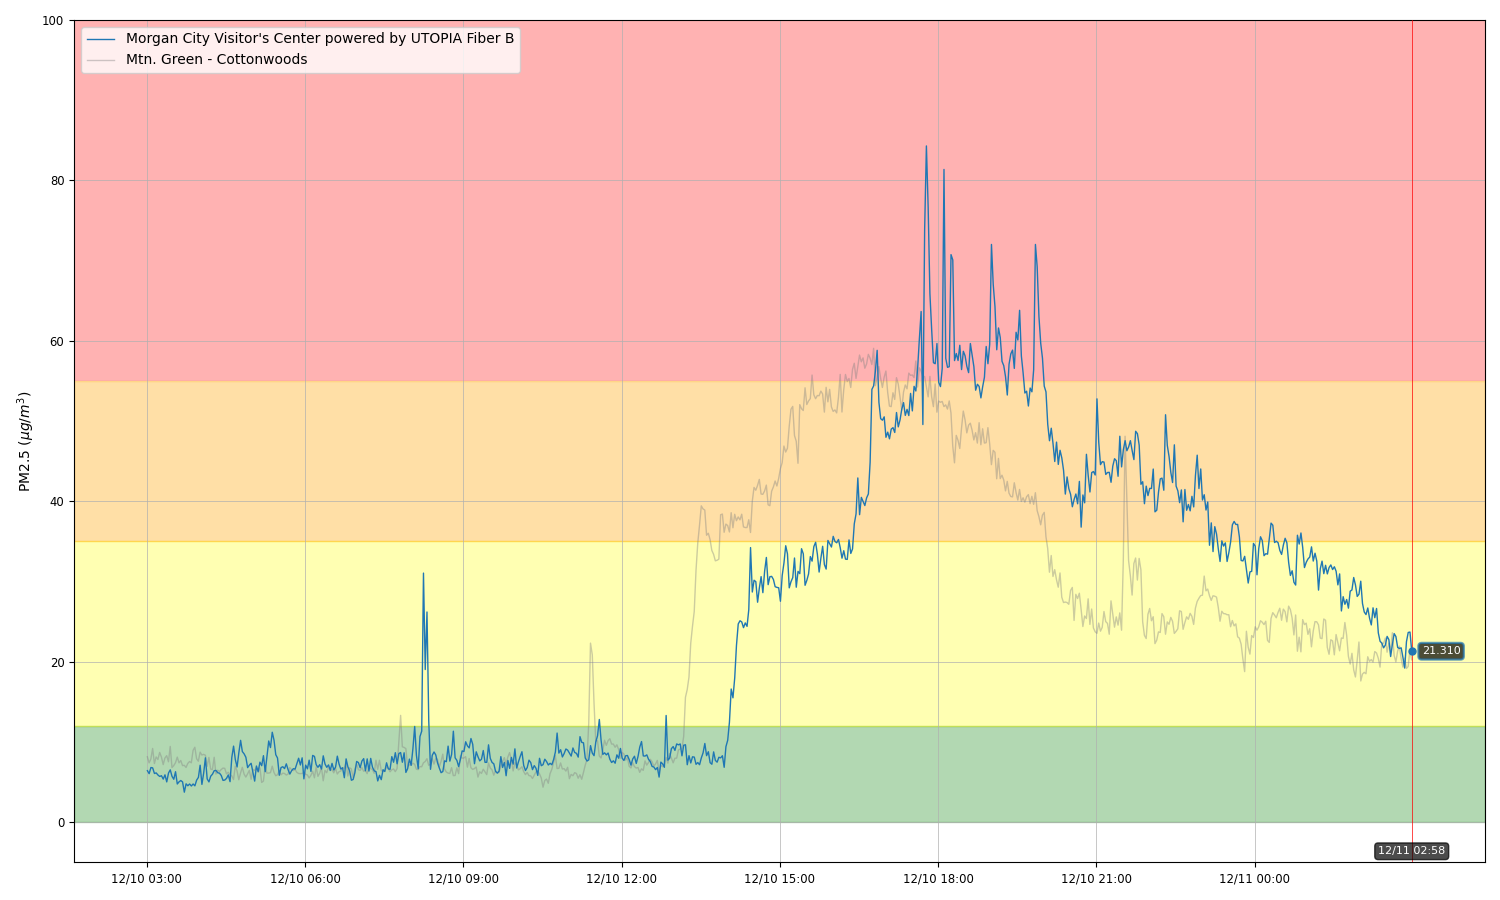 100
Morgan City Visitor's Center powered by UTOPIA Fiber B
Mtn. Green - Cottonwoods
80
60
PM2.5 (μg/m³)
40
20
21.310
0
12/11 02:58
12/10 03:00 12/10 06:00 12/10 09:00 12/10 12:00 12/10 15:00 12/10 18:00 12/10 21:00 12/11 00:00